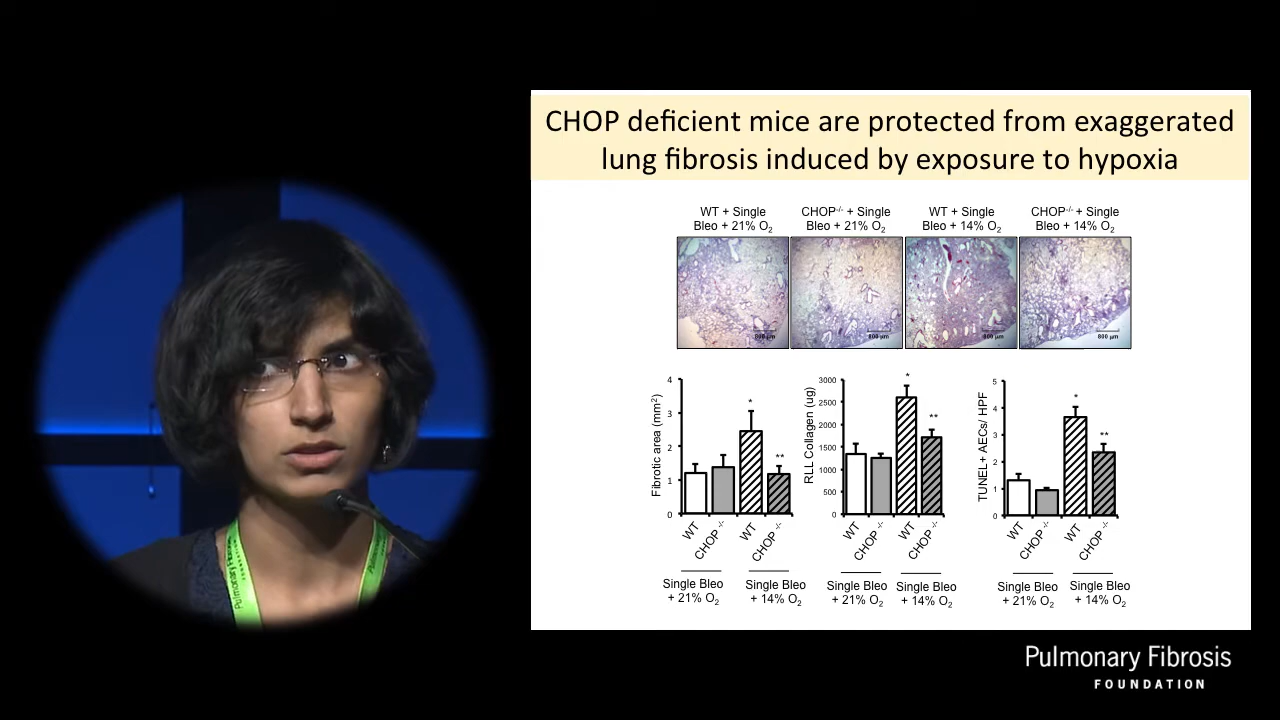 CHOP deficient mice are protected from exaggerated
lung fibrosis induced by exposure to hypoxia
WT + Single
Bleo + 21% O2
CHOP-/- + Single
Bleo + 21% O2
WT + Single
Bleo + 14% O2
CHOP-/- + Single
Bleo + 14% O2
800 µm
800 µm
800 µm
800 µm
Fibrotic area (mm2)
4
3
2
1
0
*
**
WT
CHOP-/-
WT
CHOP-/-
Single Bleo
+ 21% O2
Single Bleo
+ 14% O2
RLL Collagen (ug)
3000
2500
2000
1500
1000
500
0
*
**
WT
CHOP-/-
WT
CHOP-/-
Single Bleo
+ 21% O2
Single Bleo
+ 14% O2
TUNEL+ AECs/ HPF
5
4
3
2
1
0
*
**
WT
CHOP-/-
WT
CHOP-/-
Single Bleo
+ 21% O2
Single Bleo
+ 14% O2
Pulmonary Fibrosis
Pulmonary Fibrosis
FOUNDATION